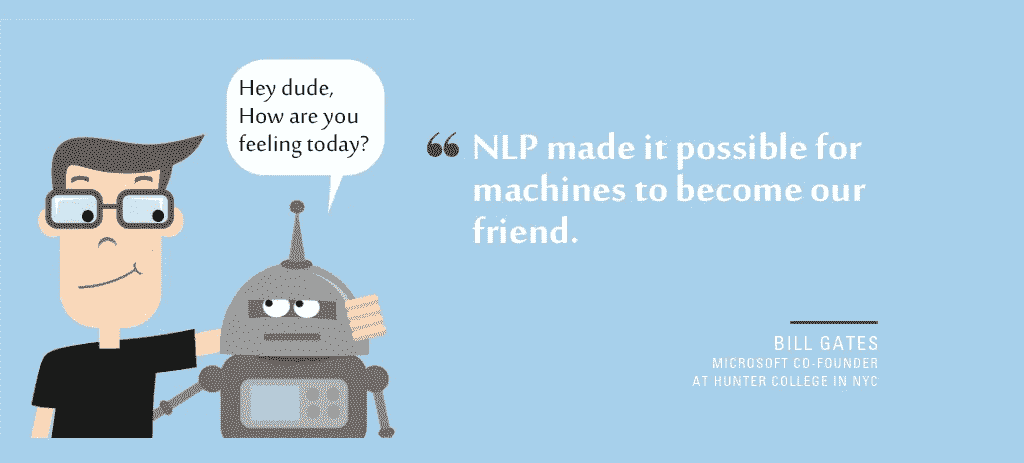 Hey dude,
How are you
feeling today?
❝ NLP made it possible for
machines to become our
friend.
BILL GATES
MICROSOFT CO-FOUNDER
AT HUNTER COLLEGE IN NYC